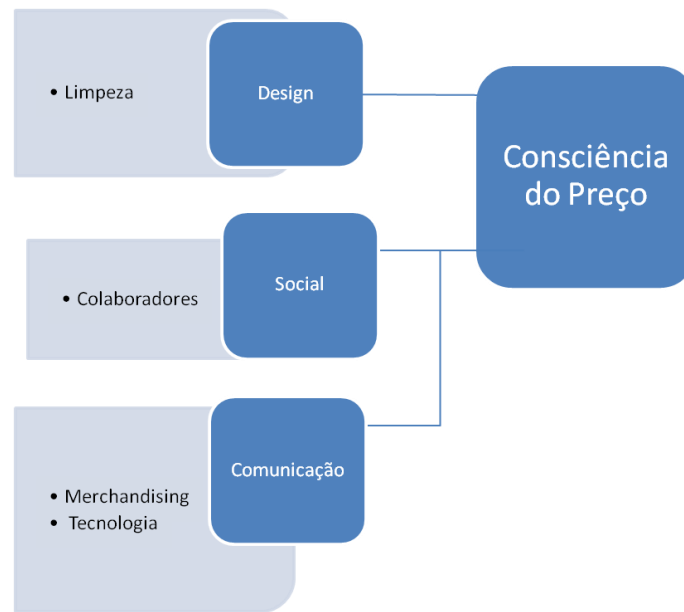 • Limpeza
Design
Consciência
do Preço
• Colaboradores
Social
• Merchandising
• Tecnologia
Comunicação